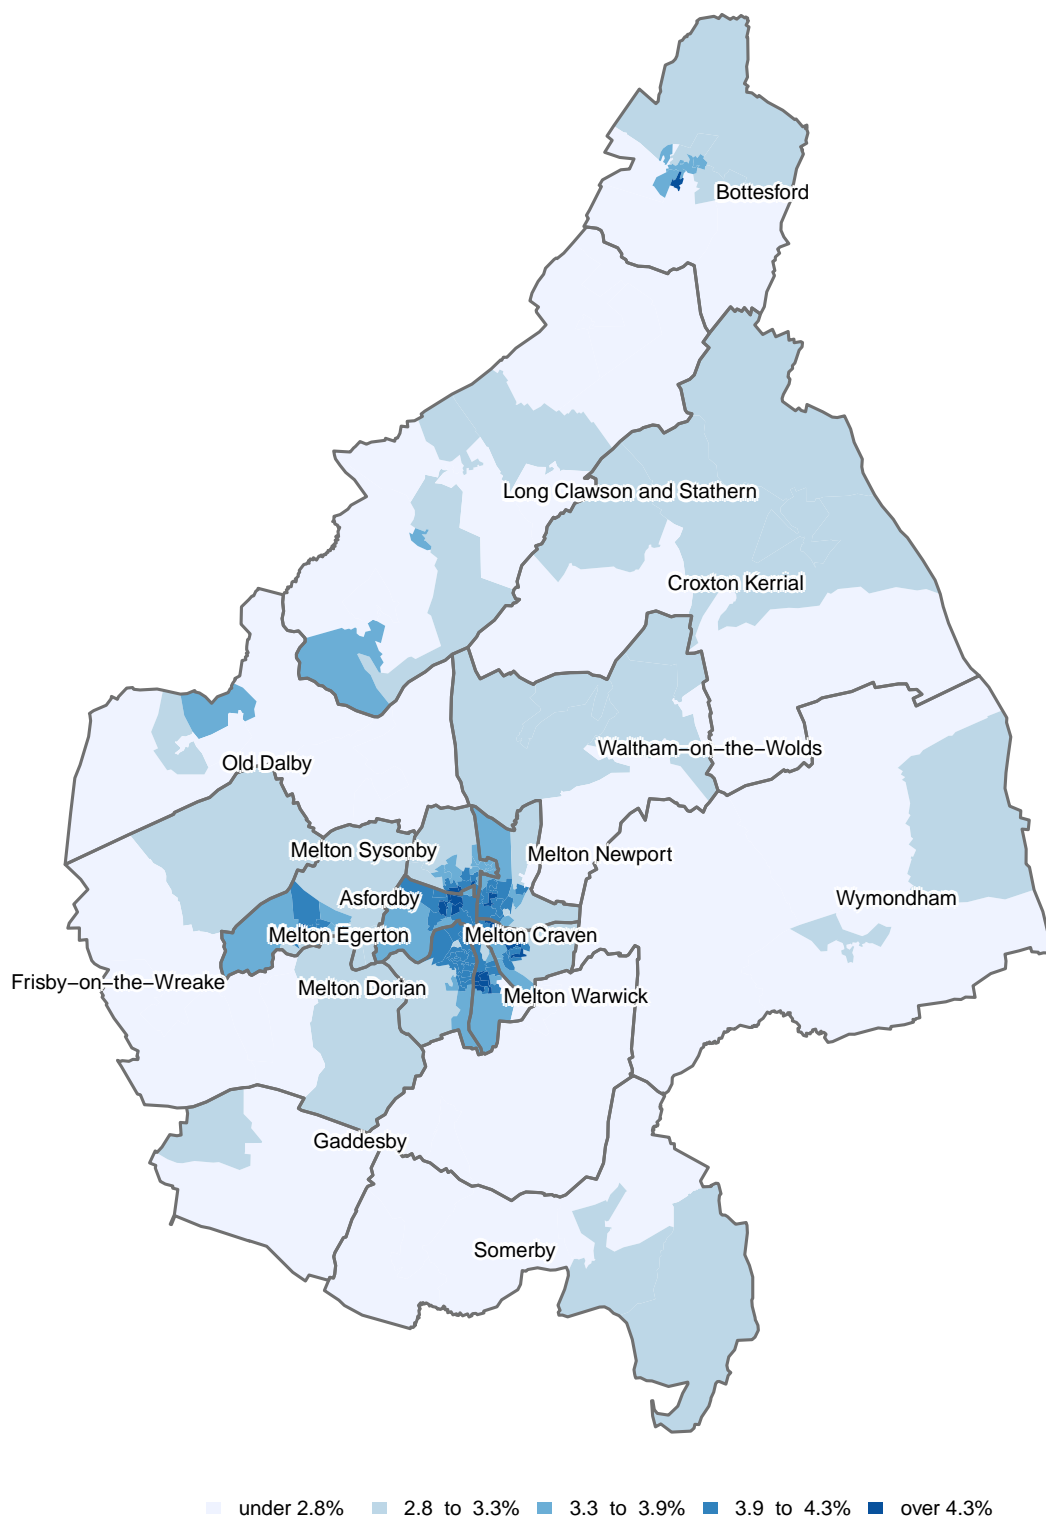 Bottesford
Long Clawson and Stathern
Croxton Kerrial
Waltham−on−the−Wolds
Old Dalby
Melton Sysonby
Melton Newport
Asfordby
Wymondham
Melton Egerton
Melton Craven
Frisby−on−the−Wreake
Melton Dorian
Melton Warwick
Gaddesby
Somerby
under 2.8% 2.8 to 3.3% 3.3 to 3.9% 3.9 to 4.3% over 4.3%